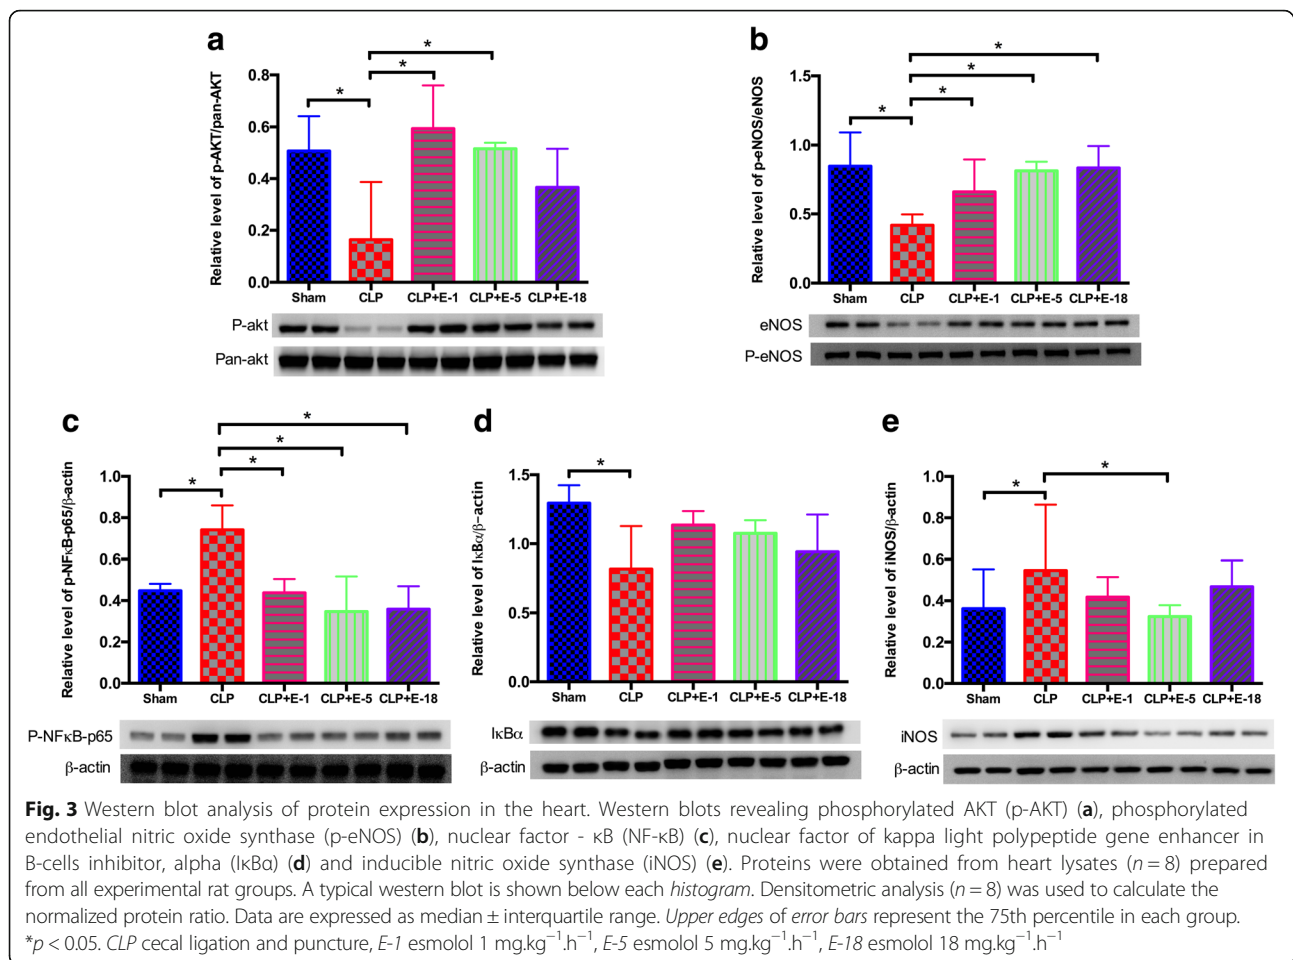 a
Relative level of p-AKT/pan-AKT
0.8
0.6
0.4
0.2
0.0
*
*
*
Sham CLP CLP+E-1 CLP+E-5 CLP+E-18
P-akt
Pan-akt
b
Relative level of p-eNOS/eNOS
1.5
1.0
0.5
0.0
*
*
*
*
Sham CLP CLP+E-1 CLP+E-5 CLP+E-18
eNOS
P-eNOS
c
Relative level of p-NFκB-p65/β-actin
1.0
0.8
0.6
0.4
0.2
0.0
*
*
*
*
Sham CLP CLP+E-1 CLP+E-5 CLP+E-18
P-NFκB-p65
β-actin
d
Relative level of IκBα/β-actin
1.5
1.0
0.5
0.0
*
Sham CLP CLP+E-1 CLP+E-5 CLP+E-18
IκBα
β-actin
e
Relative level of iNOS/β-actin
1.0
0.8
0.6
0.4
0.2
0.0
*
*
Sham CLP CLP+E-1 CLP+E-5 CLP+E-18
iNOS
β-actin
Fig. 3 Western blot analysis of protein expression in the heart. Western blots revealing phosphorylated AKT (p-AKT) (a), phosphorylated
endothelial nitric oxide synthase (p-eNOS) (b), nuclear factor - κB (NF-κB) (c), nuclear factor of kappa light polypeptide gene enhancer in
B-cells inhibitor, alpha (IκBα) (d) and inducible nitric oxide synthase (iNOS) (e). Proteins were obtained from heart lysates (n = 8) prepared
from all experimental rat groups. A typical western blot is shown below each histogram. Densitometric analysis (n = 8) was used to calculate the
normalized protein ratio. Data are expressed as median ± interquartile range. Upper edges of error bars represent the 75th percentile in each group.
*p < 0.05. CLP cecal ligation and puncture, E-1 esmolol 1 mg.kg⁻¹.h⁻¹, E-5 esmolol 5 mg.kg⁻¹.h⁻¹, E-18 esmolol 18 mg.kg⁻¹.h⁻¹